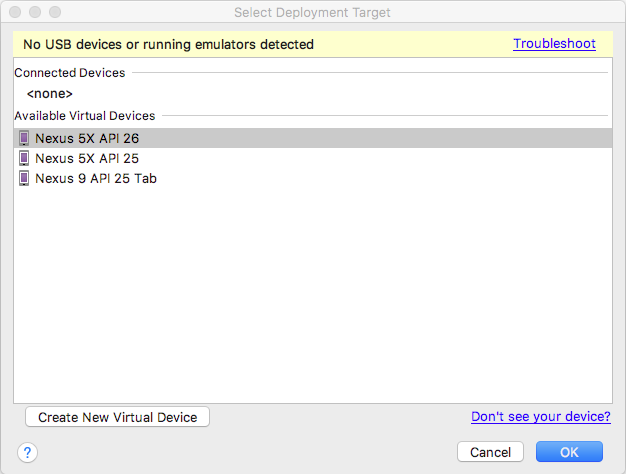 Select Deployment Target
No USB devices or running emulators detected Troubleshoot
Connected Devices
<none>
Available Virtual Devices
Nexus 5X API 26
Nexus 5X API 25
Nexus 9 API 25 Tab
Create New Virtual Device Don't see your device?
? Cancel OK